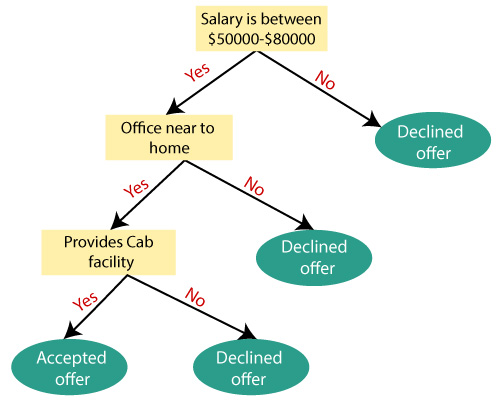 Salary is between
$50000-$80000
Yes
No
Office near to
home
Declined
offer
Yes
No
Provides Cab
facility
Declined
offer
Yes
No
Accepted
offer
Declined
offer